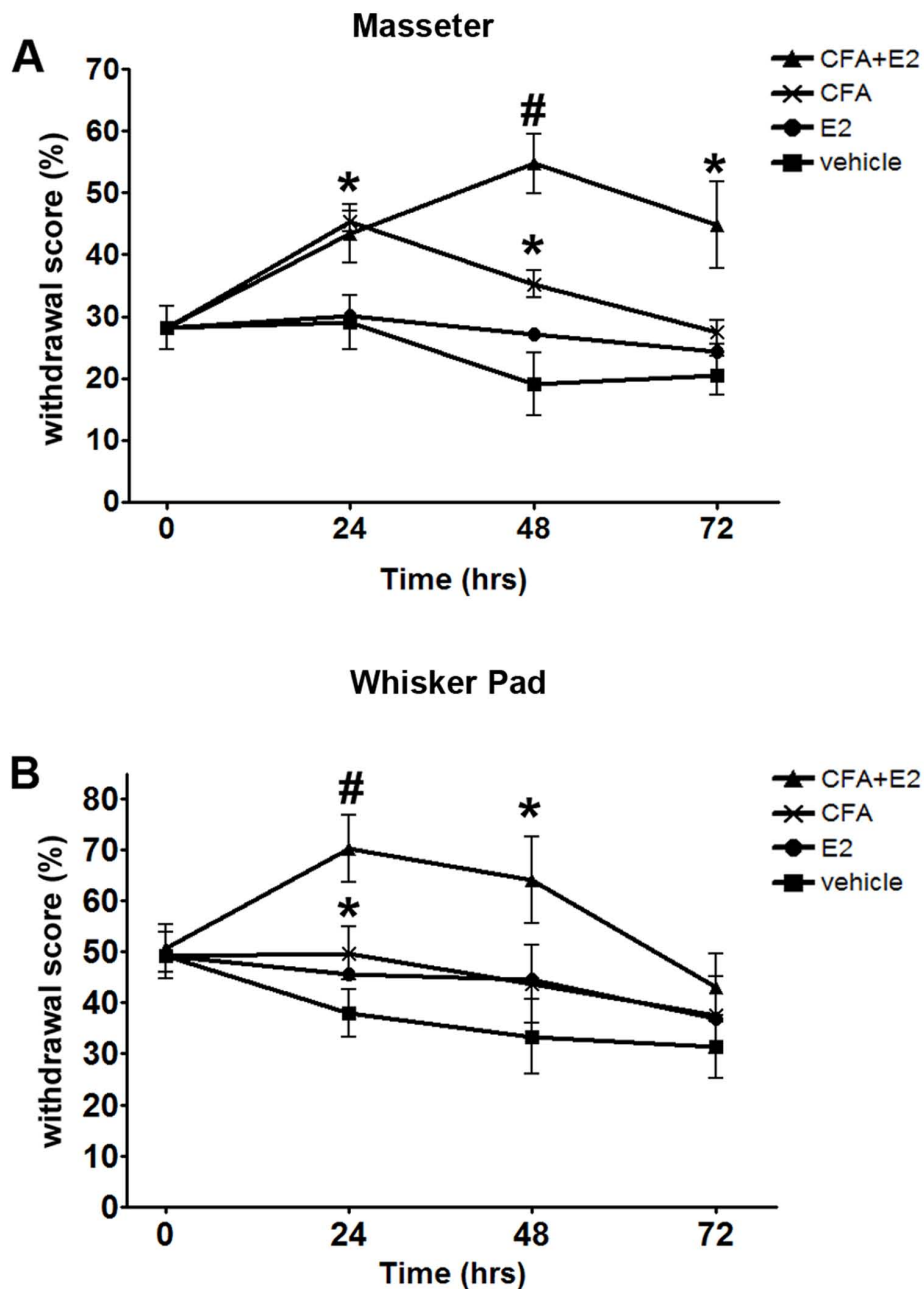 Masseter
A
CFA+E2
CFA
E2
vehicle
withdrawal score (%)
70
60
50
40
30
20
10
0
#
*
*
*
0 24 48 72
Time (hrs)
Whisker Pad
B
CFA+E2
CFA
E2
vehicle
withdrawal score (%)
80
70
60
50
40
30
20
10
0
#
*
*
0 24 48 72
Time (hrs)